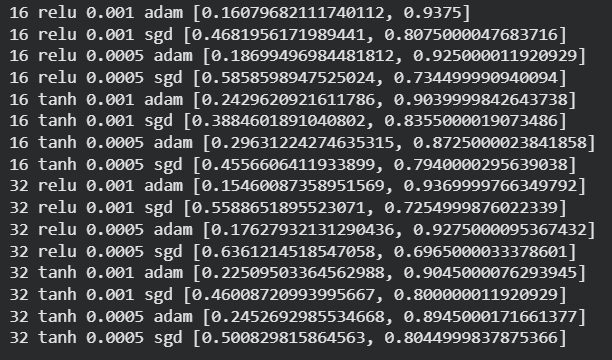 16 relu 0.001 adam [0.16079682111740112, 0.9375]
16 relu 0.001 sgd [0.4681956171989441, 0.8075000047683716]
16 relu 0.0005 adam [0.18699496984481812, 0.925000011920929]
16 relu 0.0005 sgd [0.5858598947525024, 0.734499990940094]
16 tanh 0.001 adam [0.2429620921611786, 0.9039999842643738]
16 tanh 0.001 sgd [0.3884601891040802, 0.8355000019073486]
16 tanh 0.0005 adam [0.29631224274635315, 0.8725000023841858]
16 tanh 0.0005 sgd [0.4556606411933899, 0.7940000295639038]
32 relu 0.001 adam [0.15460087358951569, 0.9369999766349792]
32 relu 0.001 sgd [0.5588651895523071, 0.7254999876022339]
32 relu 0.0005 adam [0.17627932131290436, 0.9275000095367432]
32 relu 0.0005 sgd [0.6361214518547058, 0.6965000033378601]
32 tanh 0.001 adam [0.22509503364562988, 0.9045000076293945]
32 tanh 0.001 sgd [0.46008720993995667, 0.800000011920929]
32 tanh 0.0005 adam [0.2452692985534668, 0.8945000171661377]
32 tanh 0.0005 sgd [0.500829815864563, 0.8044999837875366]